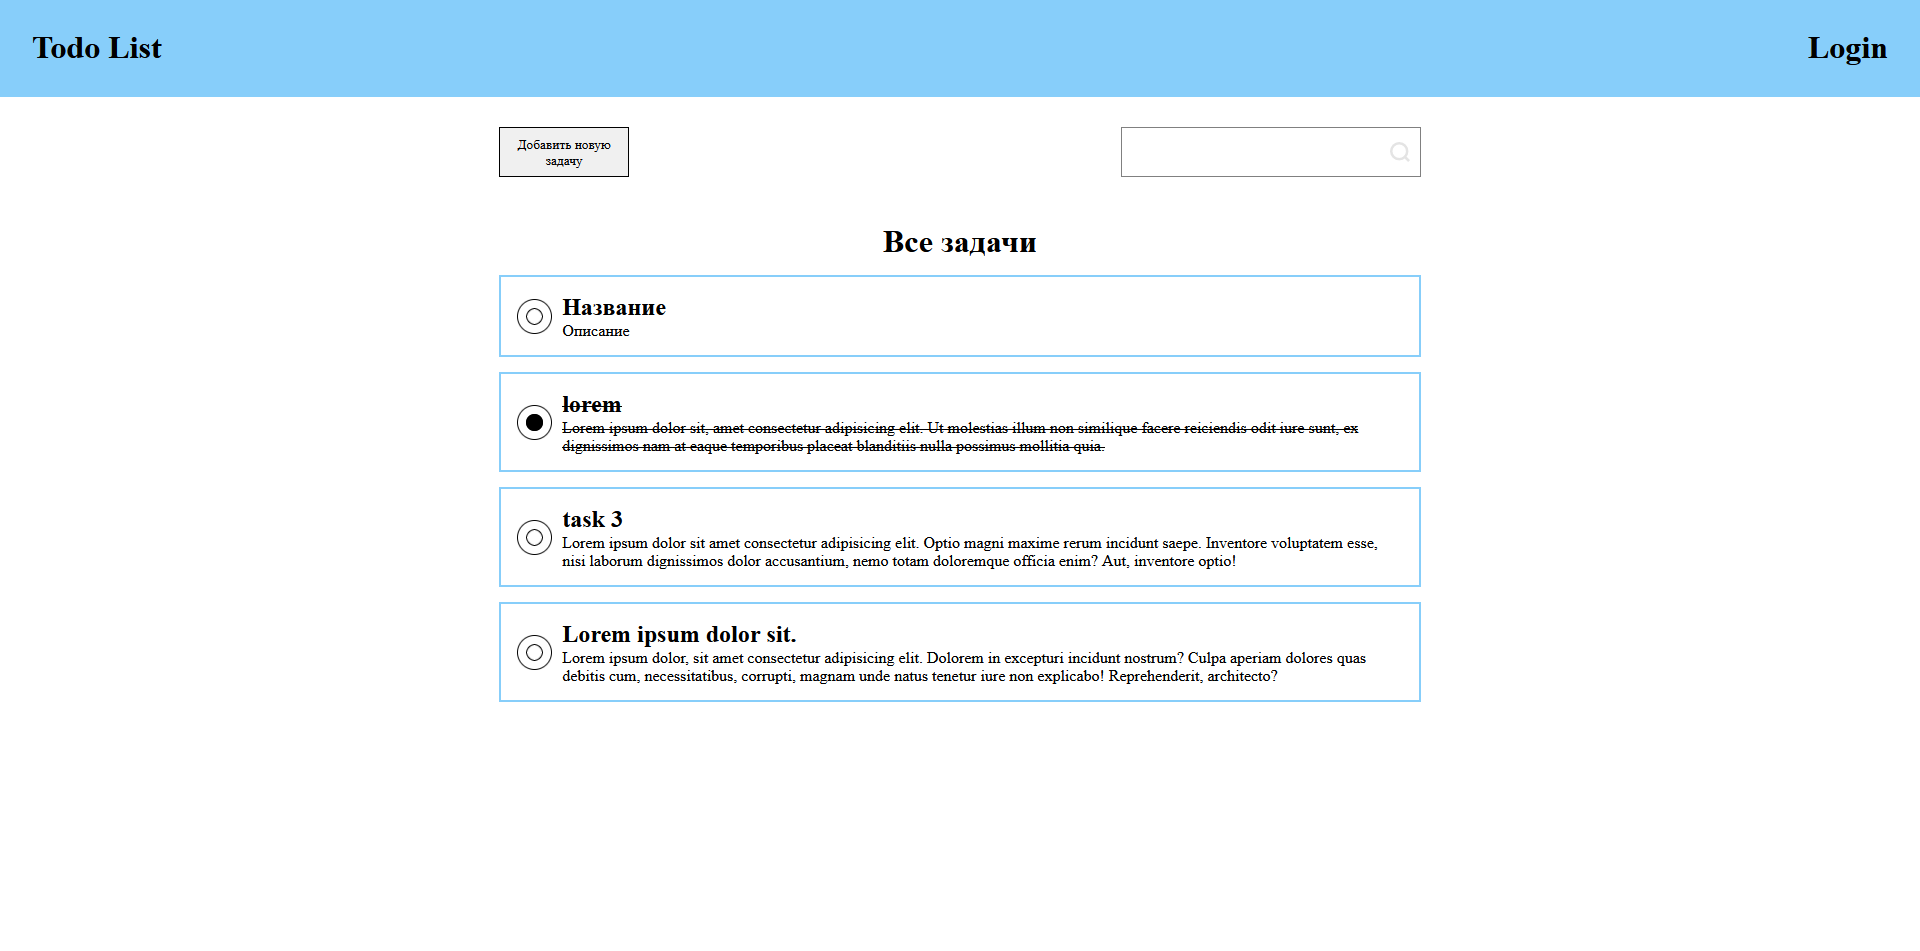 Todo List
Login
Добавить новую
задачу
Все задачи
Название
Описание
lorem
Lorem ipsum dolor sit, amet consectetur adipisicing elit. Ut molestias illum non similique facere reiciendis odit iure sunt, ex
dignissimos nam at eaque temporibus placeat blanditiis nulla possimus mollitia quia.
task 3
Lorem ipsum dolor sit amet consectetur adipisicing elit. Optio magni maxime rerum incidunt saepe. Inventore voluptatem esse,
nisi laborum dignissimos dolor accusantium, nemo totam doloremque officia enim? Aut, inventore optio!
Lorem ipsum dolor sit.
Lorem ipsum dolor, sit amet consectetur adipisicing elit. Dolorem in excepturi incidunt nostrum? Culpa aperiam dolores quas
debitis cum, necessitatibus, corrupti, magnam unde natus tenetur iure non explicabo! Reprehenderit, architecto?